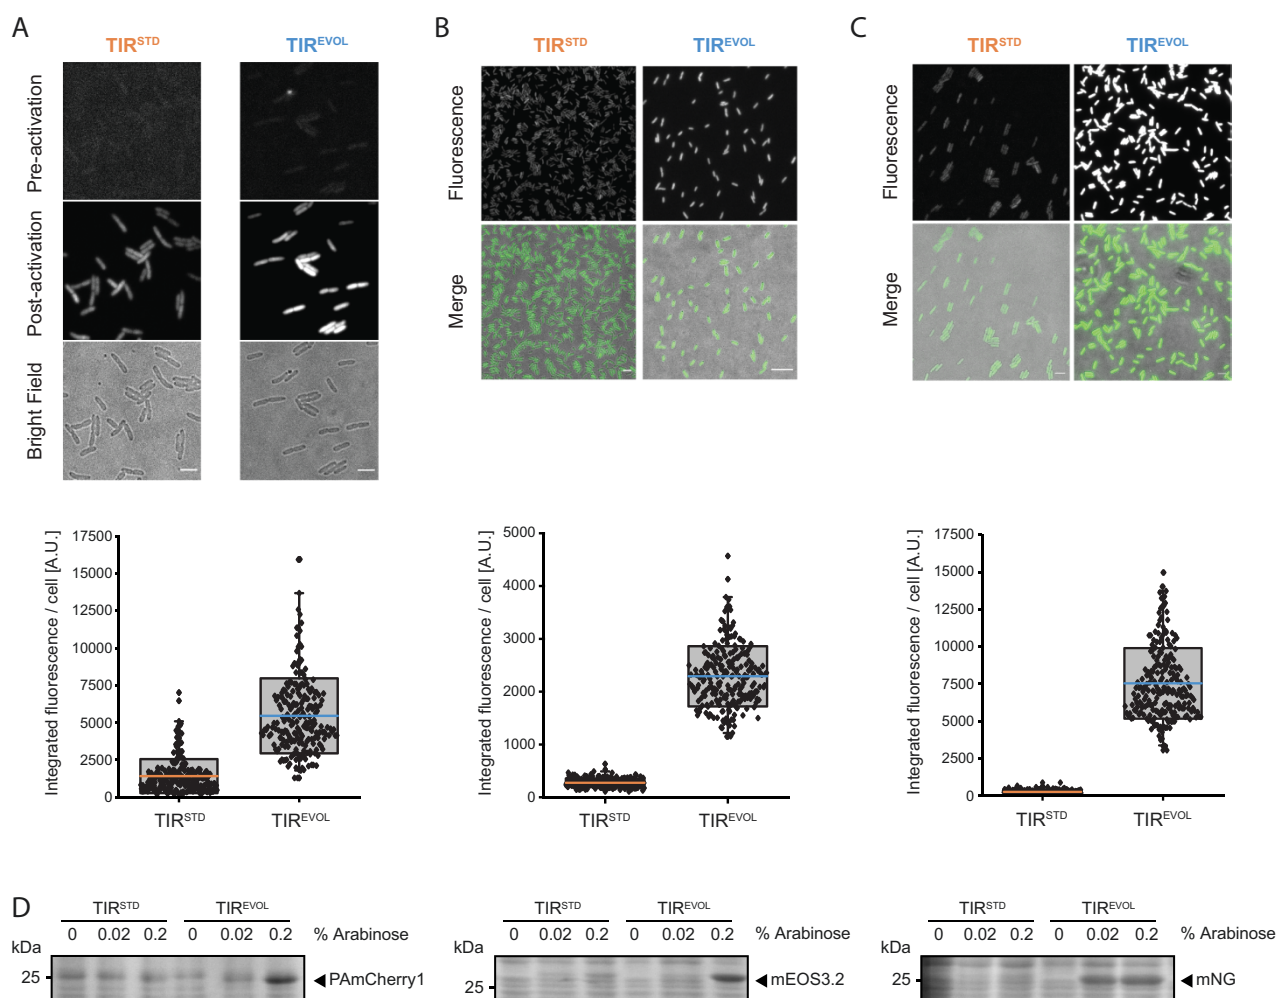 A
TIRSTD
TIREVOL
Pre-activation
Post-activation
Bright Field
B
TIRSTD
TIREVOL
Fluorescence
Merge
C
TIRSTD
TIREVOL
Fluorescence
Merge
Integrated fluorescence / cell [A.U.]
17500
15000
12500
10000
7500
5000
2500
0
TIRSTD
TIREVOL
Integrated fluorescence / cell [A.U.]
5000
4000
3000
2000
1000
0
TIRSTD
TIREVOL
Integrated fluorescence / cell [A.U.]
17500
15000
12500
10000
7500
5000
2500
0
TIRSTD
TIREVOL
D
TIRSTD
TIREVOL
0 0.02 0.2 0 0.02 0.2 % Arabinose
kDa
25
PAmCherry1
TIRSTD
TIREVOL
0 0.02 0.2 0 0.02 0.2 % Arabinose
kDa
25
mEOS3.2
TIRSTD
TIREVOL
0 0.02 0.2 0 0.02 0.2 % Arabinose
kDa
25
mNG